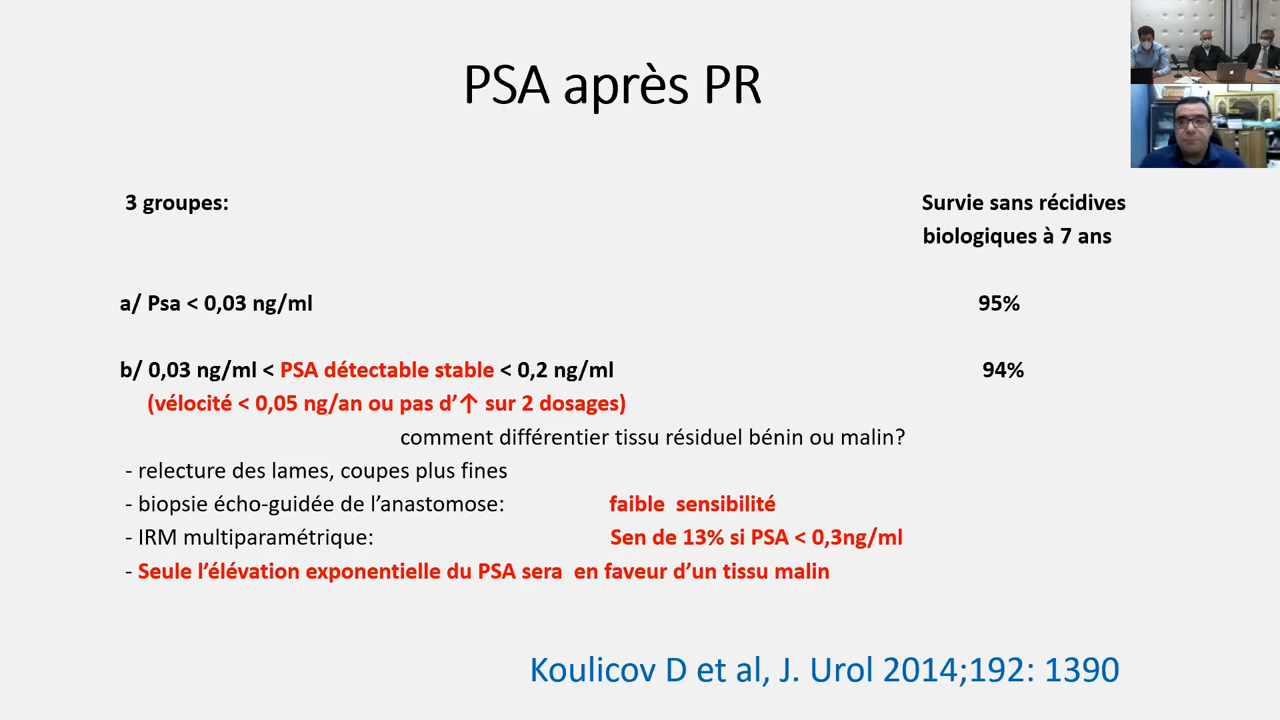 PSA après PR
3 groupes:
Survie sans récidives
biologiques à 7 ans
a/ Psa < 0,03 ng/ml
95%
b/ 0,03 ng/ml < PSA détectable stable < 0,2 ng/ml
94%
(vélocité < 0,05 ng/an ou pas d’↑ sur 2 dosages)
comment différentier tissu résiduel bénin ou malin?
- relecture des lames, coupes plus fines
- biopsie écho-guidée de l’anastomose: faible sensibilité
- IRM multiparamétrique: Sen de 13% si PSA < 0,3ng/ml
- Seule l’élévation exponentielle du PSA sera en faveur d’un tissu malin
Koulicov D et al, J. Urol 2014;192: 1390